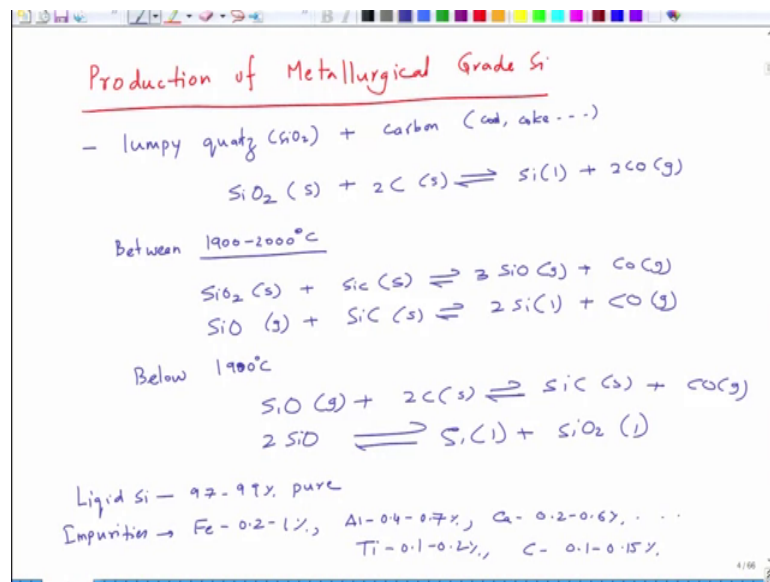 Production of Metallurgical Grade Si
- lumpy quatz (SiO2) + carbon (coal, coke ---)
SiO2 (s) + 2C (s) ⇌ Si(l) + 2CO(g)
Between 1900-2000°C
SiO2 (s) + Sic (s) ⇌ 3 SiO (g) + CO(g)
SiO (g) + SiC (s) ⇌ 2 Si(l) + CO (g)
Below 1900°C
SiO (g) + 2C(s) ⇌ SiC (s) + CO(g)
2 SiO ⇌ Si(l) + SiO2 (l)
Liqid Si - 97-99% pure
Impurities → Fe - 0.2-1%, Al - 0.4-0.7%, Ca - 0.2-0.6%, . . .
Ti - 0.1-0.2%, C - 0.1-0.15%
4/66